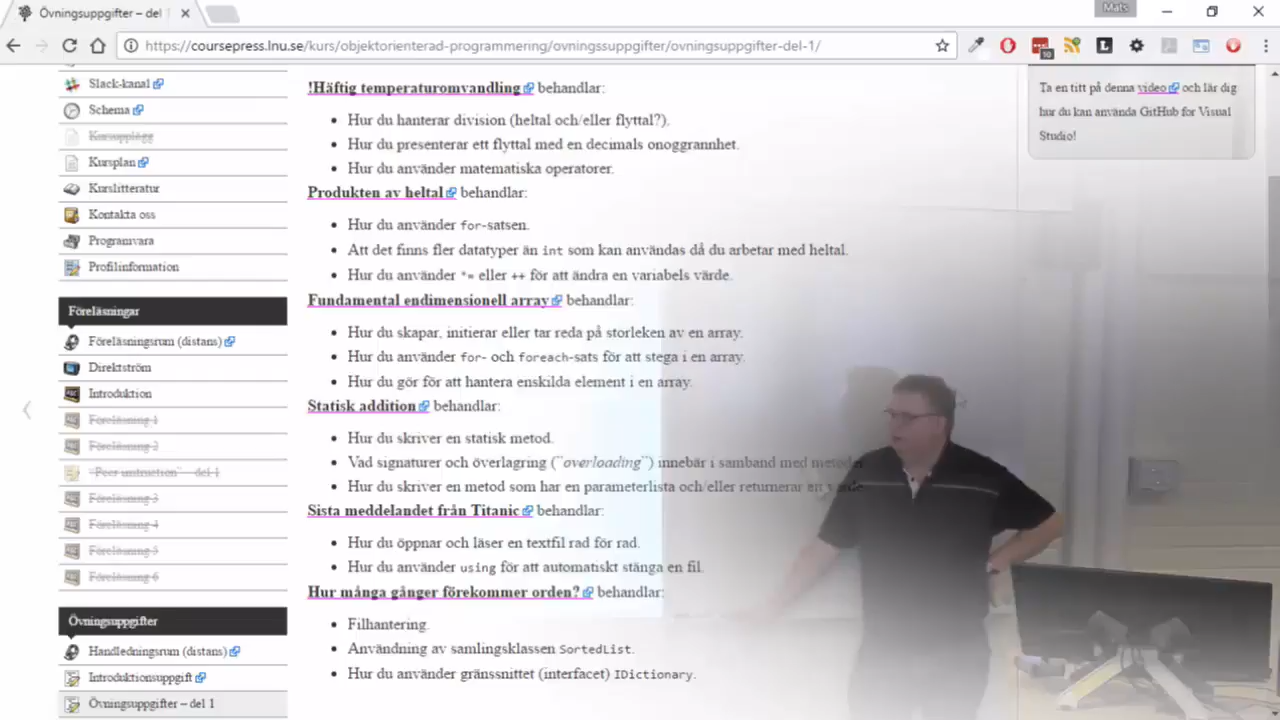 Övningsuppgifter – del
Mats
https://coursepress.lnu.se/kurs/objektorienterad-programmering/ovningssuppgifter/ovningsuppgifter-del-1/
Slack-kanal
Schema
Kursupplägg
Kursplan
Kurslitteratur
Kontakta oss
Programvara
Profilinformation
Föreläsningar
Föreläsningsrum (distans)
Direktström
Introduktion
Föreläsning 1
Föreläsning 2
"Peer instruction" – del 1
Föreläsning 3
Föreläsning 4
Föreläsning 5
Föreläsning 6
Övningsuppgifter
Handledningsrum (distans)
Introduktionsuppgift
Övningsuppgifter – del 1
!Häftig temperaturomvandling behandlar:
Hur du hanterar division (heltal och/eller flyttal?).
Hur du presenterar ett flyttal med en decimals onoggrannhet.
Hur du använder matematiska operatorer.
Produkten av heltal behandlar:
Hur du använder for-satsen.
Att det finns fler datatyper än int som kan användas då du arbetar med heltal.
Hur du använder *= eller ++ för att ändra en variabels värde.
Fundamental endimensionell array behandlar:
Hur du skapar, initierar eller tar reda på storleken av en array.
Hur du använder for- och foreach-sats för att stega i en array.
Hur du gör för att hantera enskilda element i en array.
Statisk addition behandlar:
Hur du skriver en statisk metod.
Vad signaturer och överlagring (¨overloading¨) innebär i samband med metoder
Hur du skriver en metod som har en parameterlista och/eller returnerar ett värde
Sista meddelandet från Titanic behandlar:
Hur du öppnar och läser en textfil rad för rad.
Hur du använder using för att automatiskt stänga en fil.
Hur många gånger förekommer orden? behandlar:
Filhantering.
Användning av samlingsklassen SortedList.
Hur du använder gränssnittet (interfacet) IDictionary.
Ta en titt på denna video och lär dig
hur du kan använda GitHub for Visual
Studio!
10